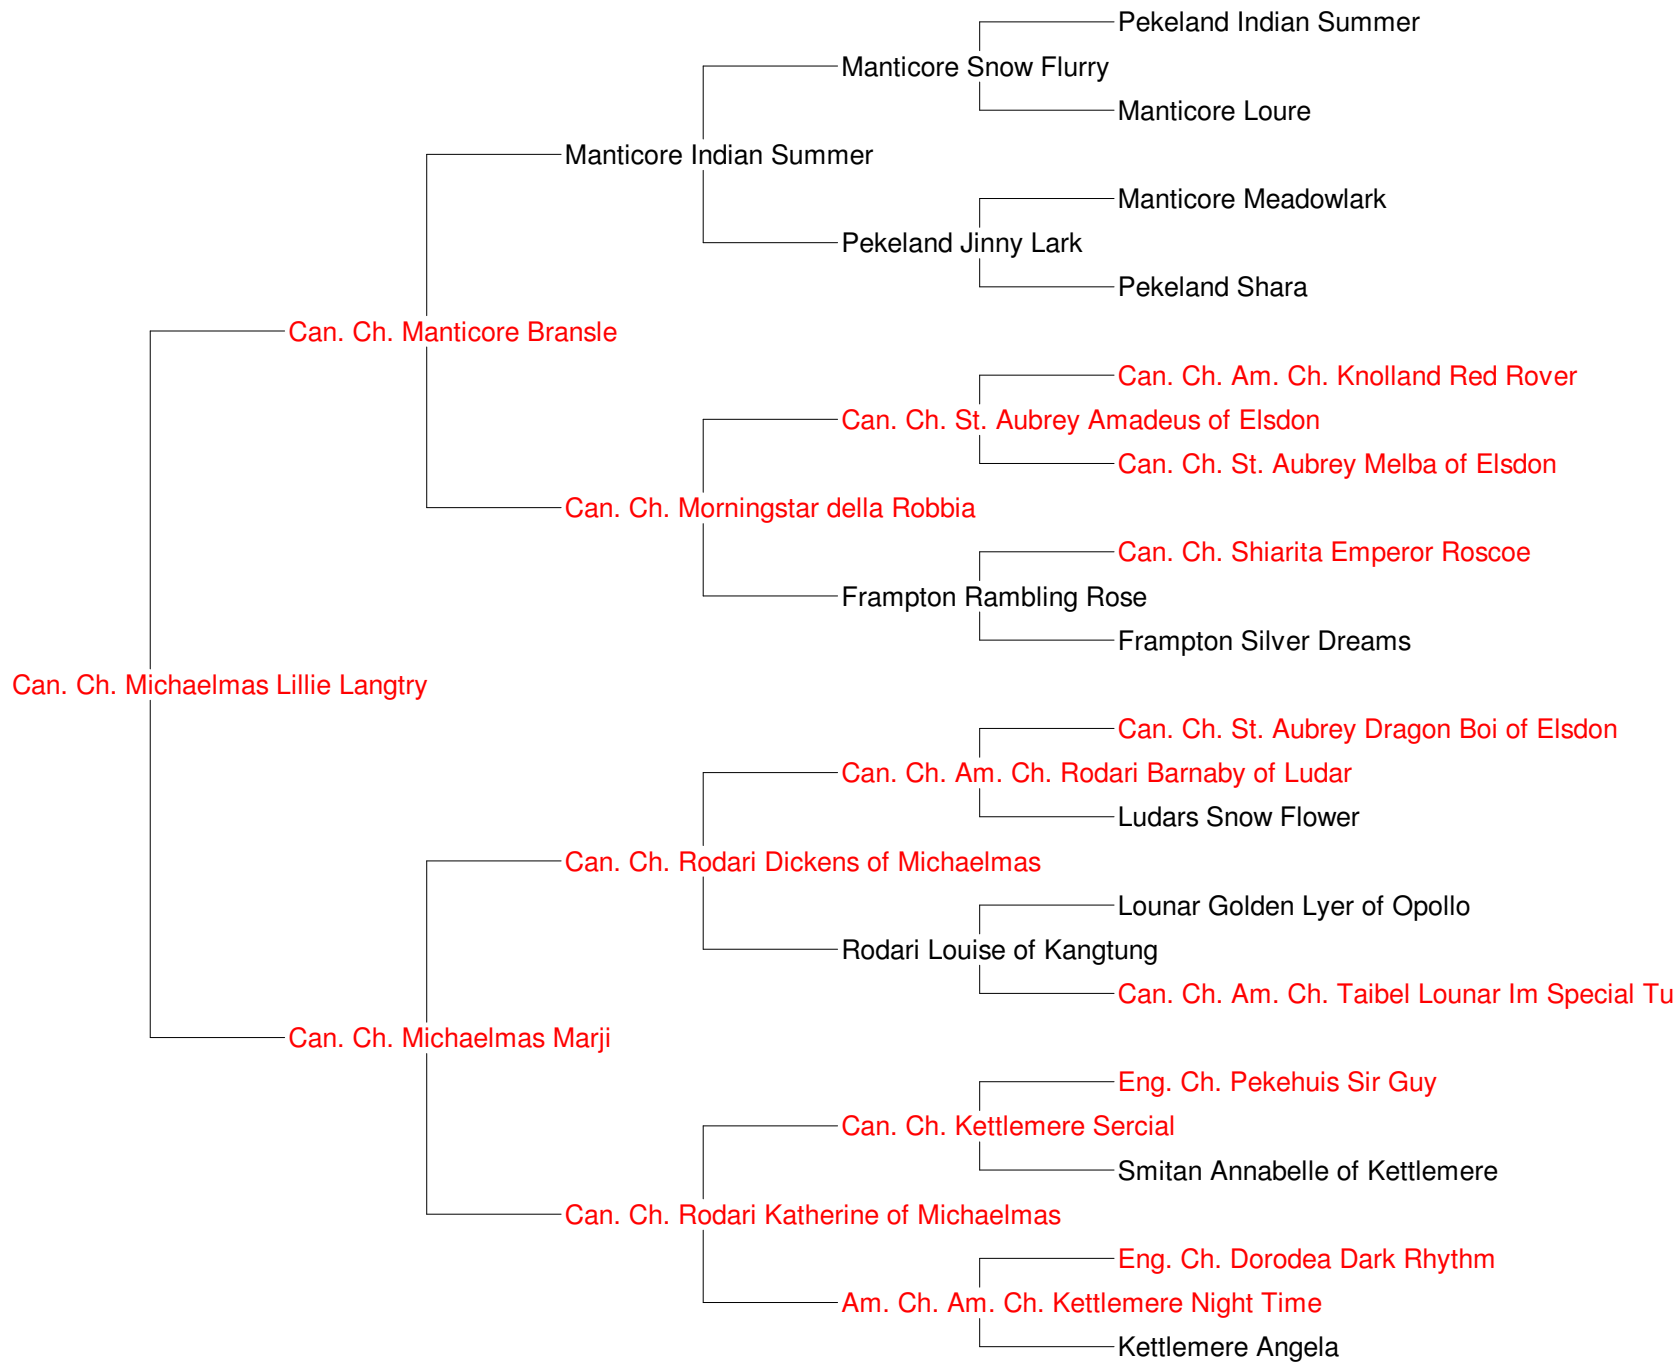 Pekeland Indian Summer
Manticore Snow Flurry
Manticore Loure
Manticore Indian Summer
Manticore Meadowlark
Pekeland Jinny Lark
Pekeland Shara
Can. Ch. Manticore Bransle
Can. Ch. Am. Ch. Knolland Red Rover
Can. Ch. St. Aubrey Amadeus of Elsdon
Can. Ch. St. Aubrey Melba of Elsdon
Can. Ch. Morningstar della Robbia
Can. Ch. Shiarita Emperor Roscoe
Frampton Rambling Rose
Frampton Silver Dreams
Can. Ch. Michaelmas Lillie Langtry
Can. Ch. St. Aubrey Dragon Boi of Elsdon
Can. Ch. Am. Ch. Rodari Barnaby of Ludar
Ludars Snow Flower
Can. Ch. Rodari Dickens of Michaelmas
Lounar Golden Lyer of Opollo
Rodari Louise of Kangtung
Can. Ch. Am. Ch. Taibel Lounar Im Special Tu
Can. Ch. Michaelmas Marji
Eng. Ch. Pekehuis Sir Guy
Can. Ch. Kettlemere Sercial
Smitan Annabelle of Kettlemere
Can. Ch. Rodari Katherine of Michaelmas
Eng. Ch. Dorodea Dark Rhythm
Am. Ch. Am. Ch. Kettlemere Night Time
Kettlemere Angela